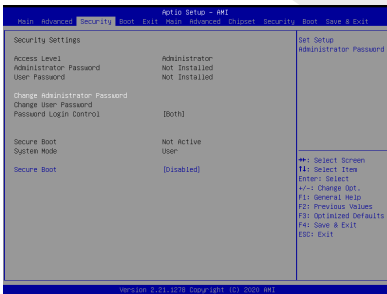 Aptio Setup - AMI
Main Advanced Security Boot Exit Main Advanced Chipset Security Boot Save & Exit
Security Settings
Access Level Administrator
Administrator Password Not Installed
User Password Not Installed
Change Administrator Password
Change User Password
Password Login Control [Both]
Secure Boot Not Active
System Mode User
Secure Boot [Disabled]
Set Setup
Administrator Password
→←: Select Screen
↑↓: Select Item
Enter: Select
+/-: Change Opt.
F1: General Help
F2: Previous Values
F3: Optimized Defaults
F4: Save & Exit
ESC: Exit
Version 2.21.1278 Copyright (C) 2020 AMI